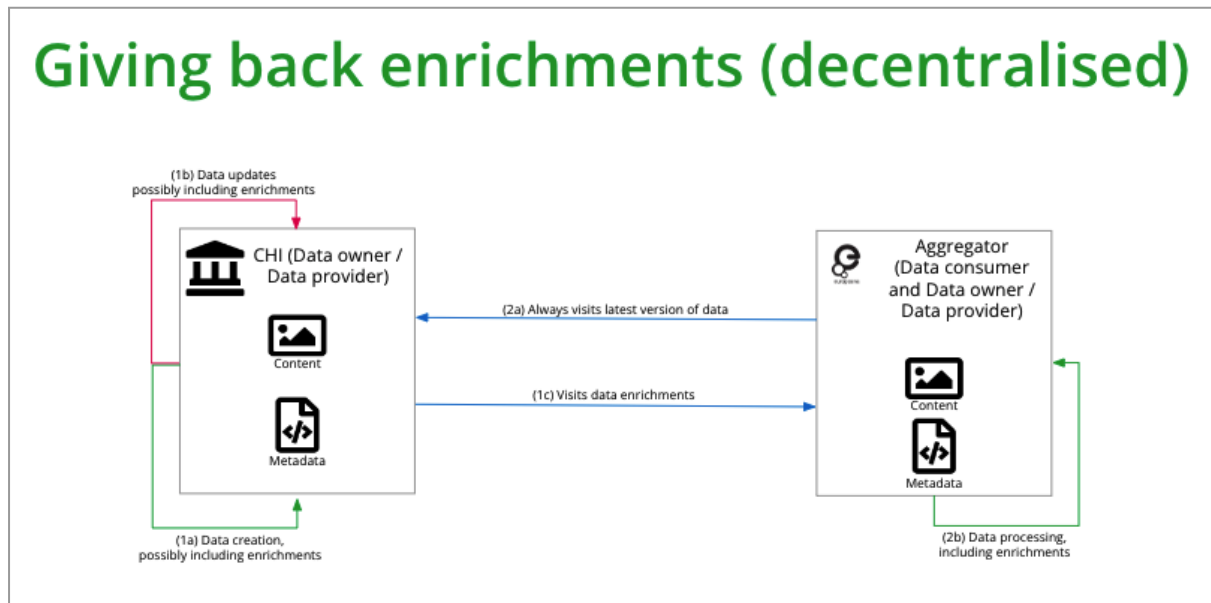 Giving back enrichments (decentralised)
(1b) Data updates
possibly including enrichments
CHI (Data owner /
Data provider)
Content
Metadata
(1a) Data creation,
possibly including enrichments
(2a) Always visits latest version of data
(1c) Visits data enrichments
Aggregator
(Data consumer
and Data owner /
Data provider)
Content
Metadata
(2b) Data processing,
including enrichments